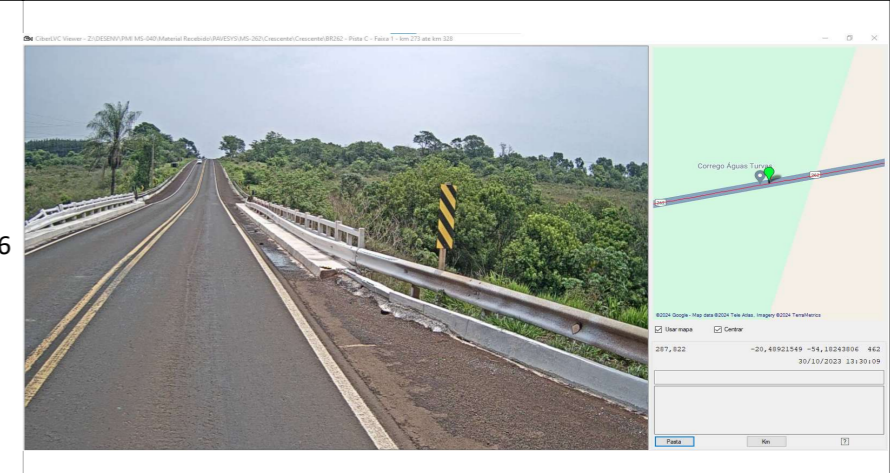 CiberLVC Viewer - Z:\DESENV\PMI MS-040\Material Recebido\PAVESYS\MS-262\Crescente\Crescente\BR262 - Pista C - Faixa 1 - km 273 ate km 328
6
Corrego Águas Turvas
262
262
©2024 Google - Map data ©2024 Tele Atlas, Imagery ©2024 TerraMetrics
Usar mapa Centrar
287,822 -20,48921549 -54,18243806 462
30/10/2023 13:30:09
Pasta Km ?